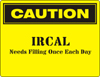 CAUTION
IRCAL
Needs Filling Once Each Day